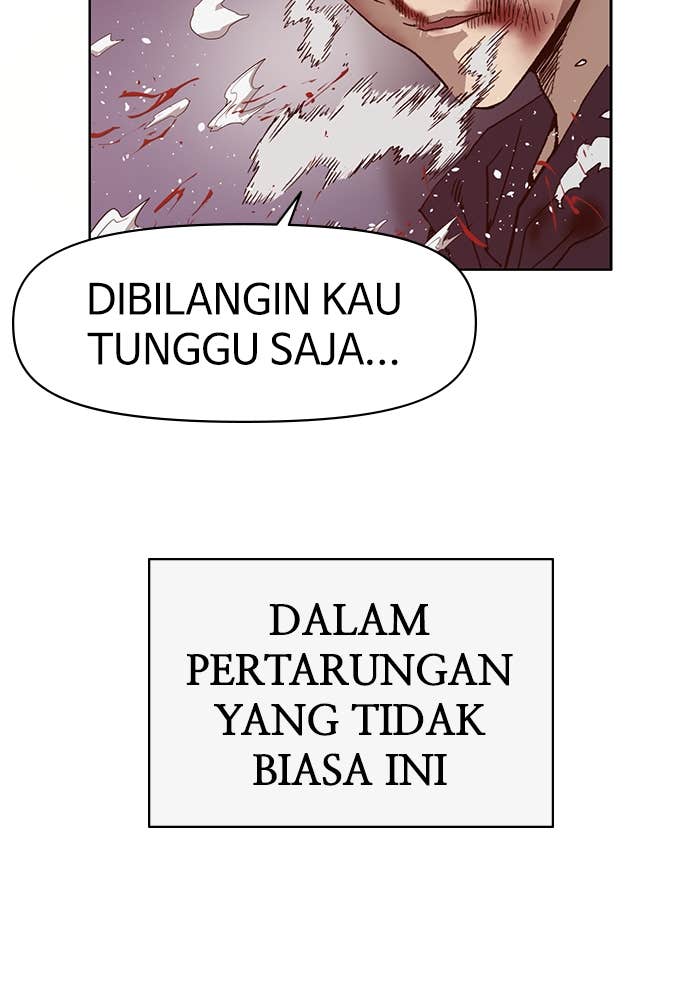 DIBILANGIN KAU
TUNGGU SAJA...
DALAM
PERTARUNGAN
YANG TIDAK
BIASA INI